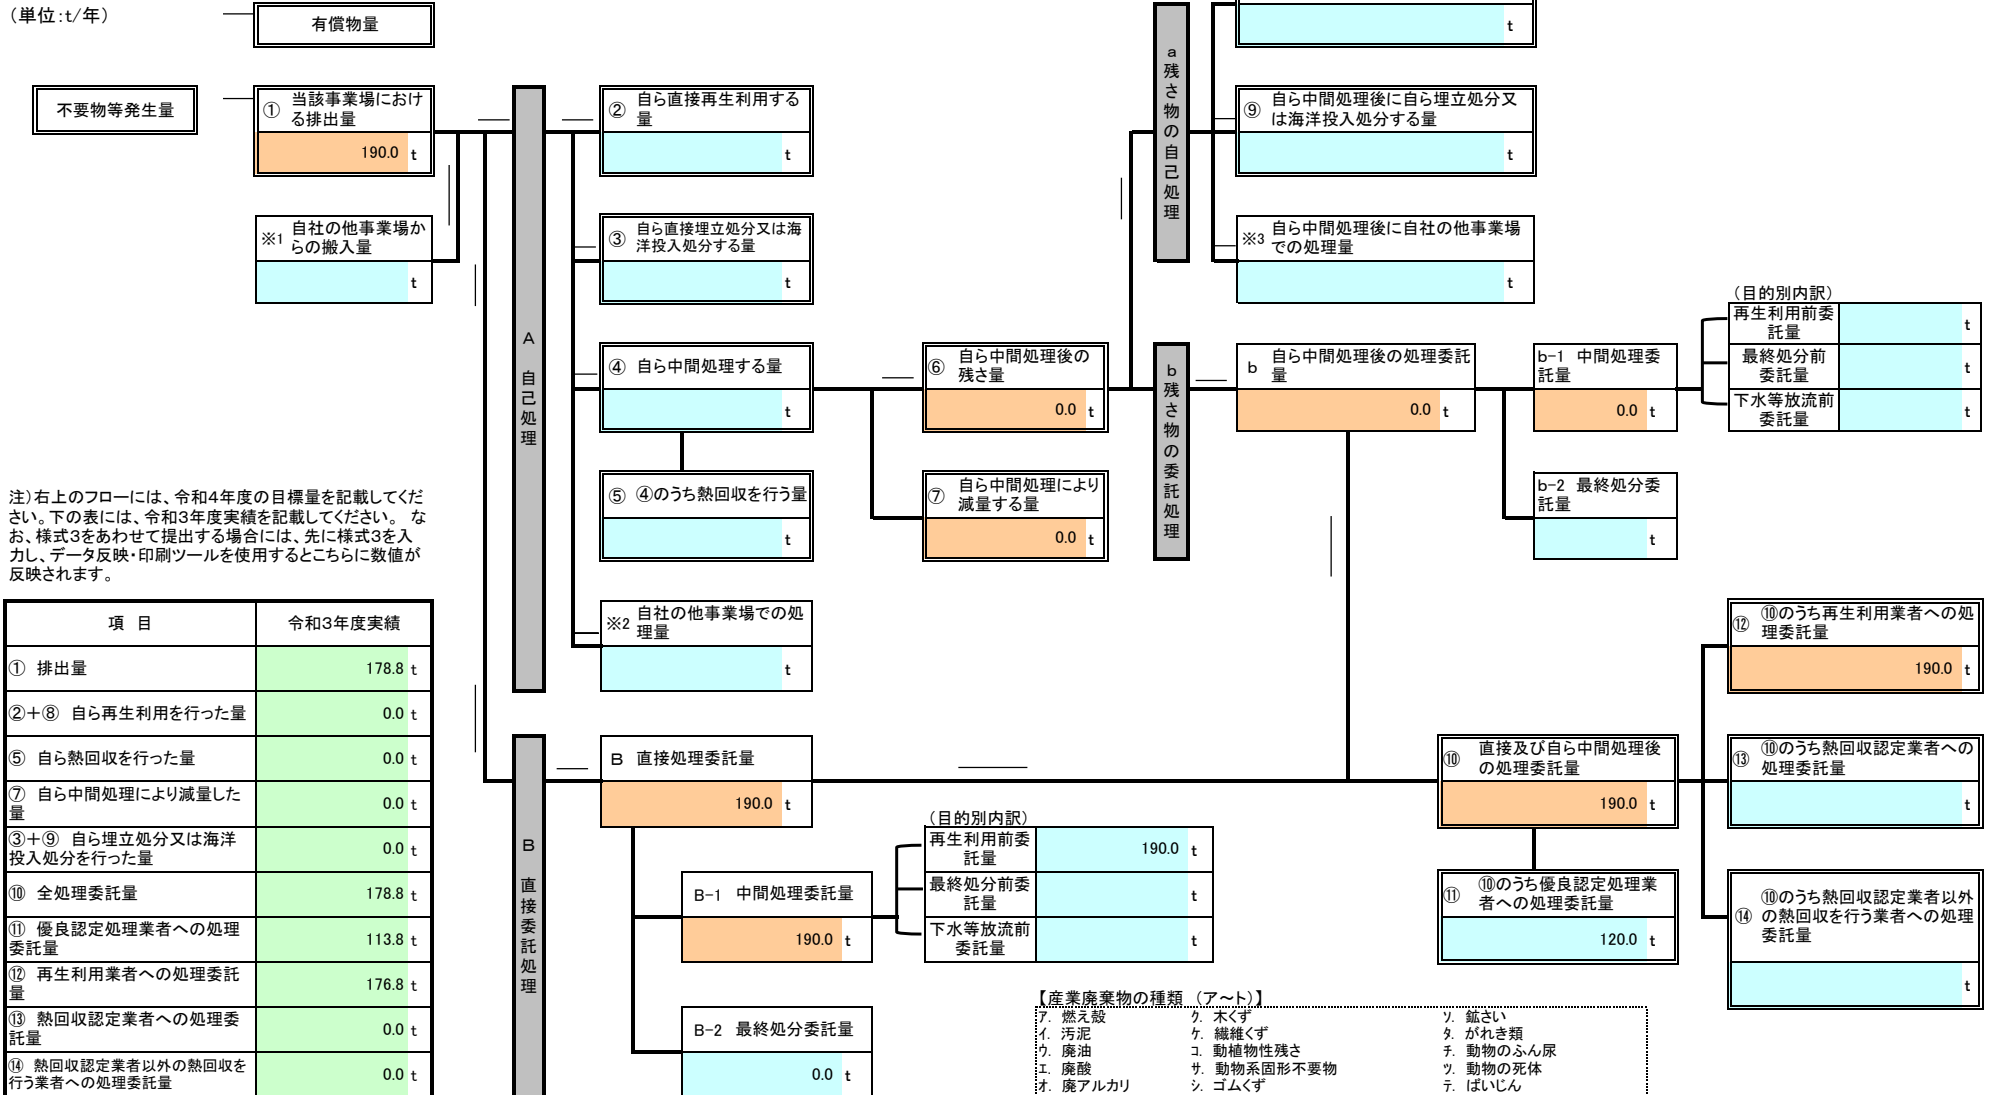 (単位:t/年)
有償物量
t
不要物等発生量
① 当該事業場におけ
る排出量
190.0 t
② 自ら直接再生利用する
量
t
a 残さ物の自己処理
⑨ 自ら中間処理後に自ら埋立処分又
は海洋投入処分する量
t
※1 自社の他事業場か
らの搬入量
t
③ 自ら直接埋立処分又は海
洋投入処分する量
t
※3 自ら中間処理後に自社の他事業場
での処理量
t
A 自己処理
④ 自ら中間処理する量
t
⑥ 自ら中間処理後の
残さ量
0.0 t
b 残さ物の委託処理
b 自ら中間処理後の処理委託
量
0.0 t
b-1 中間処理委
託量
0.0 t
(目的別内訳)
再生利用前委
託量
t
最終処分前
委託量
t
下水等放流前
委託量
t
⑤ ④のうち熱回収を行う量
t
⑦ 自ら中間処理により
減量する量
0.0 t
b-2 最終処分委
託量
t
注)右上のフローには、令和4年度の目標量を記載してくだ
さい。下の表には、令和3年度実績を記載してください。 な
お、様式3をあわせて提出する場合には、先に様式3を入
力し、データ反映・印刷ツールを使用するとこちらに数値が
反映されます。
※2 自社の他事業場での処
理量
t
項 目 令和3年度実績
① 排出量 178.8 t
②+⑧ 自ら再生利用を行った量 0.0 t
⑤ 自ら熱回収を行った量 0.0 t
⑦ 自ら中間処理により減量した
量 0.0 t
③+⑨ 自ら埋立処分又は海洋
投入処分を行った量 0.0 t
⑩ 全処理委託量 178.8 t
⑪ 優良認定処理業者への処理
委託量 113.8 t
⑫ 再生利用業者への処理委託
量 176.8 t
⑬ 熱回収認定業者への処理委
託量 0.0 t
⑭ 熱回収認定業者以外の熱回収を
行う業者への処理委託量 0.0 t
B 直接委託処理
B 直接処理委託量
190.0 t
B-1 中間処理委託量
190.0 t
(目的別内訳)
再生利用前委
託量
190.0 t
最終処分前委
託量
t
下水等放流前
委託量
t
B-2 最終処分委託量
0.0 t
⑩ 直接及び自ら中間処理後
の処理委託量
190.0 t
⑪ ⑩のうち優良認定処理業
者への処理委託量
120.0 t
⑫ ⑩のうち再生利用業者への処
理委託量
190.0 t
⑬ ⑩のうち熱回収認定業者への
処理委託量
t
⑭ ⑩のうち熱回収認定業者以外
の熱回収を行う業者への処理
委託量
t
【産業廃棄物の種類 (ア~ト)】
ア. 燃え殻 ク. 木くず ソ. 鉱さい
イ. 汚泥 ケ. 繊維くず タ. がれき類
ウ. 廃油 コ. 動植物性残さ チ. 動物のふん尿
エ. 廃酸 サ. 動物系固形不要物 ツ. 動物の死体
オ. 廃アルカリ シ. ゴムくず テ. ばいじん